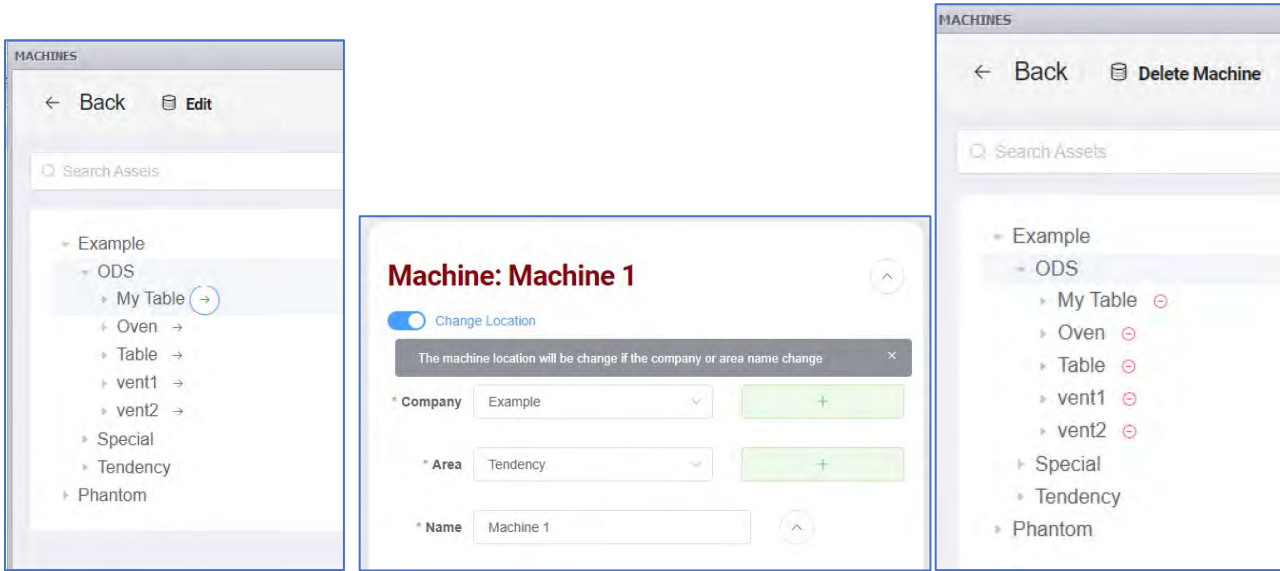 MACHINES
← Back Edit
Search Assets
Example
ODS
My Table →
Oven →
Table →
vent1 →
vent2 →
Special
Tendency
Phantom
Machine: Machine 1
Change Location
The machine location will be change if the company or area name change ×
* Company Example +
* Area Tendency +
* Name Machine 1
MACHINES
← Back Delete Machine
Search Assets
Example
ODS
My Table
Oven
Table
vent1
vent2
Special
Tendency
Phantom